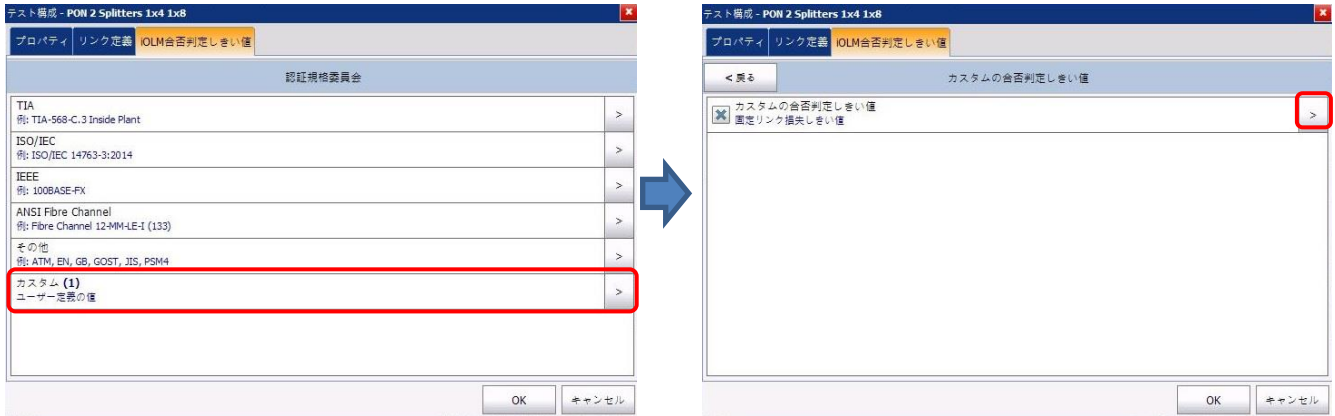 テスト構成 - PON 2 Splitters 1x4 1x8
プロパティ リンク定義 iOLM合否判定しきい値
認証規格委員会
TIA
例: TIA-568-C.3 Inside Plant
>
ISO/IEC
例: ISO/IEC 14763-3:2014
>
IEEE
例: 100BASE-FX
>
ANSI Fibre Channel
例: Fibre Channel 12-MM-LE-I (133)
>
その他
例: ATM, EN, GB, GOST, JIS, PSM4
>
カスタム (1)
ユーザー定義の値
>
OK キャンセル
テスト構成 - PON 2 Splitters 1x4 1x8
プロパティ リンク定義 iOLM合否判定しきい値
<戻る カスタムの合否判定しきい値
カスタムの合否判定しきい値
固定リンク損失しきい値
>
OK キャンセル